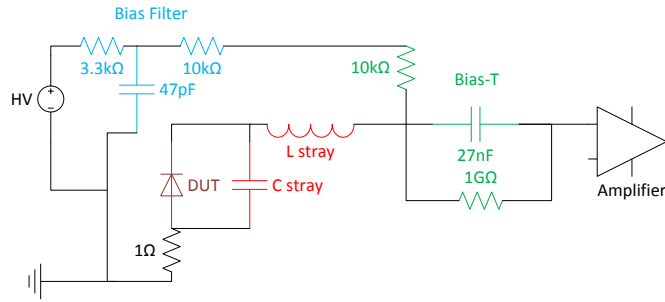 Bias Filter
3.3kΩ
10kΩ
47pF
HV
10kΩ
Bias-T
27nF
1GΩ
L stray
DUT
C stray
1Ω
Amplifier